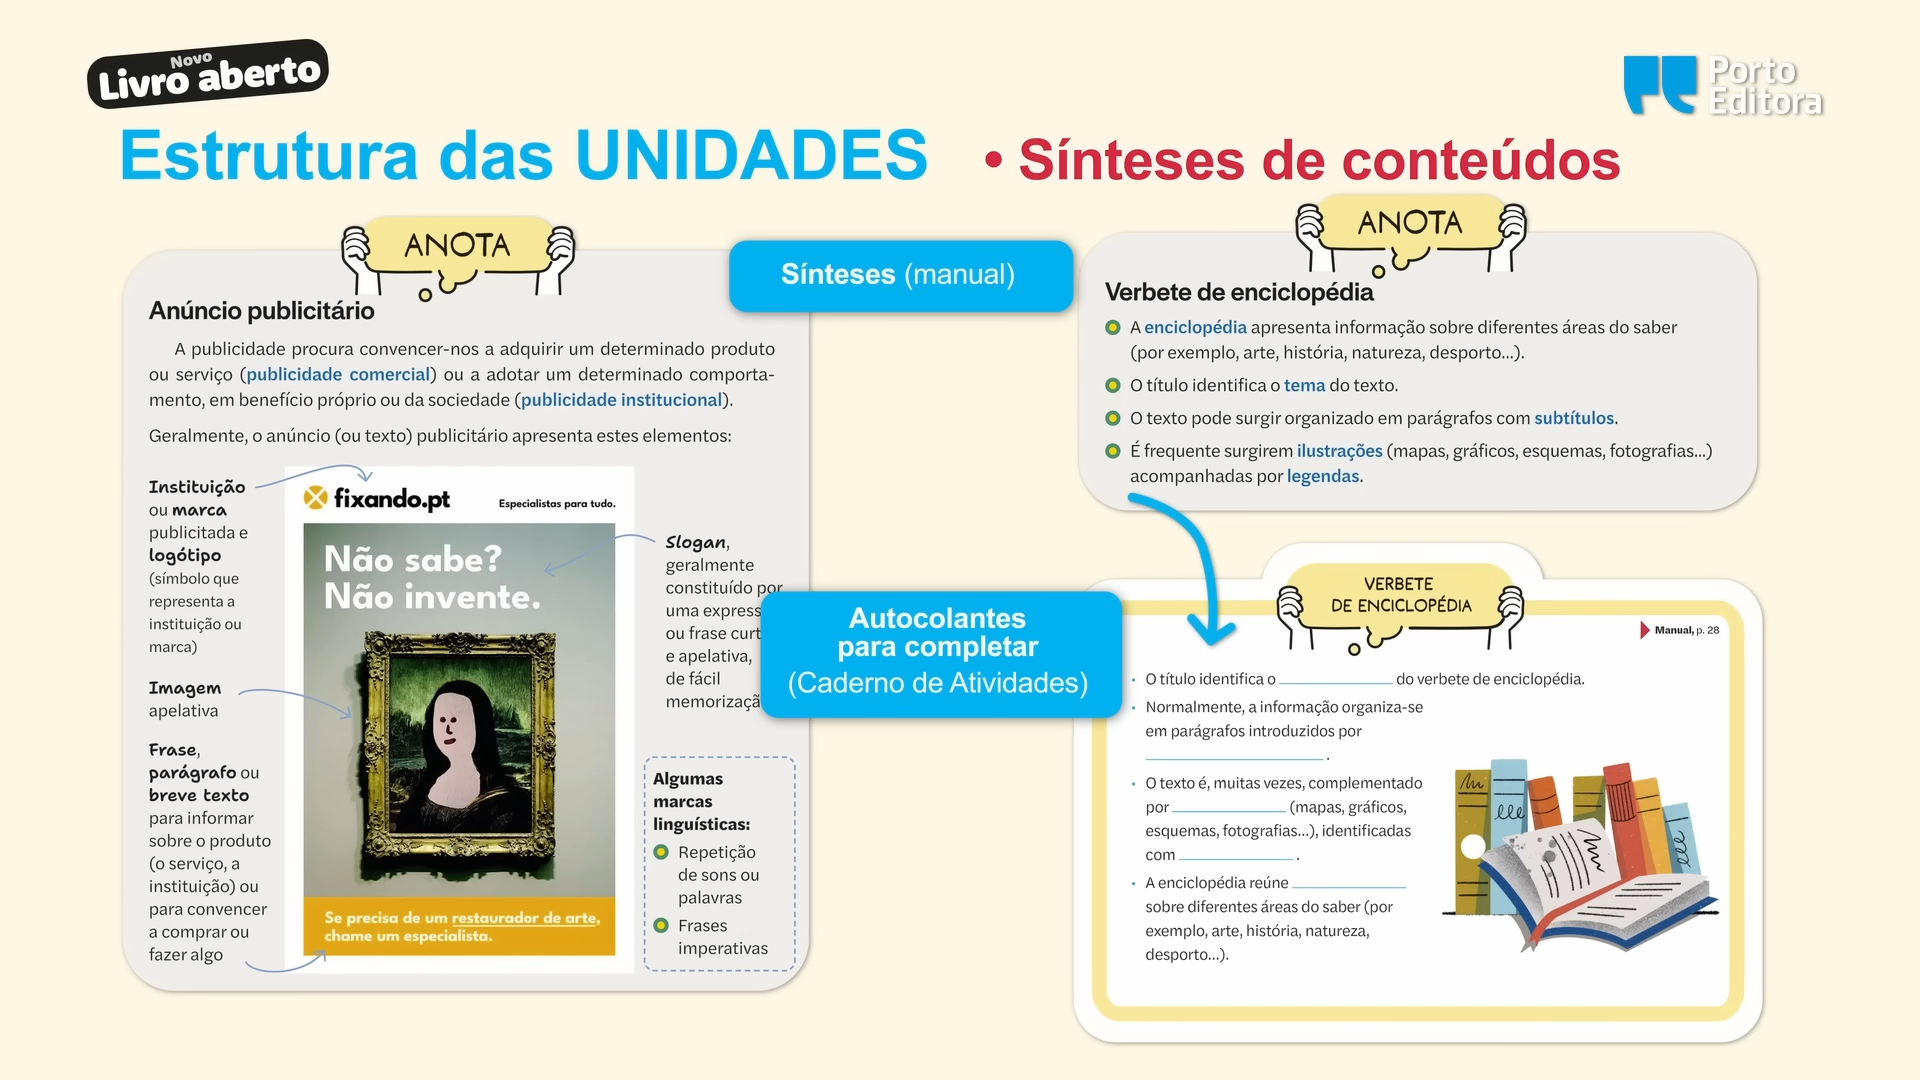 Novo
Livro aberto
Porto
Editora
Estrutura das UNIDADES
• Sínteses de conteúdos
ANOTA
Anúncio publicitário
A publicidade procura convencer-nos a adquirir um determinado produto
ou serviço (publicidade comercial) ou a adotar um determinado comporta-
mento, em benefício próprio ou da sociedade (publicidade institucional).
Geralmente, o anúncio (ou texto) publicitário apresenta estes elementos:
Instituição
ou marca
publicitada e
logótipo
(símbolo que
representa a
instituição ou
marca)
Imagem
apelativa
Frase,
parágrafo ou
breve texto
para informar
sobre o produto
(o serviço, a
instituição) ou
para convencer
a comprar ou
fazer algo
fixando.pt
Especialistas para tudo.
Não sabe?
Não invente.
Se precisa de um restaurador de arte,
chame um especialista.
Slogan,
geralmente
constituído por
uma express
ou frase curt
e apelativa,
de fácil
memorizaçã
Algumas
marcas
linguísticas:
Repetição
de sons ou
palavras
Frases
imperativas
Sínteses (manual)
Autocolantes
para completar
(Caderno de Atividades)
ANOTA
Verbete de enciclopédia
A enciclopédia apresenta informação sobre diferentes áreas do saber
(por exemplo, arte, história, natureza, desporto...).
O título identifica o tema do texto.
O texto pode surgir organizado em parágrafos com subtítulos.
É frequente surgirem ilustrações (mapas, gráficos, esquemas, fotografias...)
acompanhadas por legendas.
VERBETE
DE ENCICLOPÉDIA
Manual, p. 28
• O título identifica o ____________ do verbete de enciclopédia.
• Normalmente, a informação organiza-se
em parágrafos introduzidos por
____________________ .
• O texto é, muitas vezes, complementado
por ____________ (mapas, gráficos,
esquemas, fotografias...), identificadas
com ____________ .
• A enciclopédia reúne ____________
sobre diferentes áreas do saber (por
exemplo, arte, história, natureza,
desporto...).